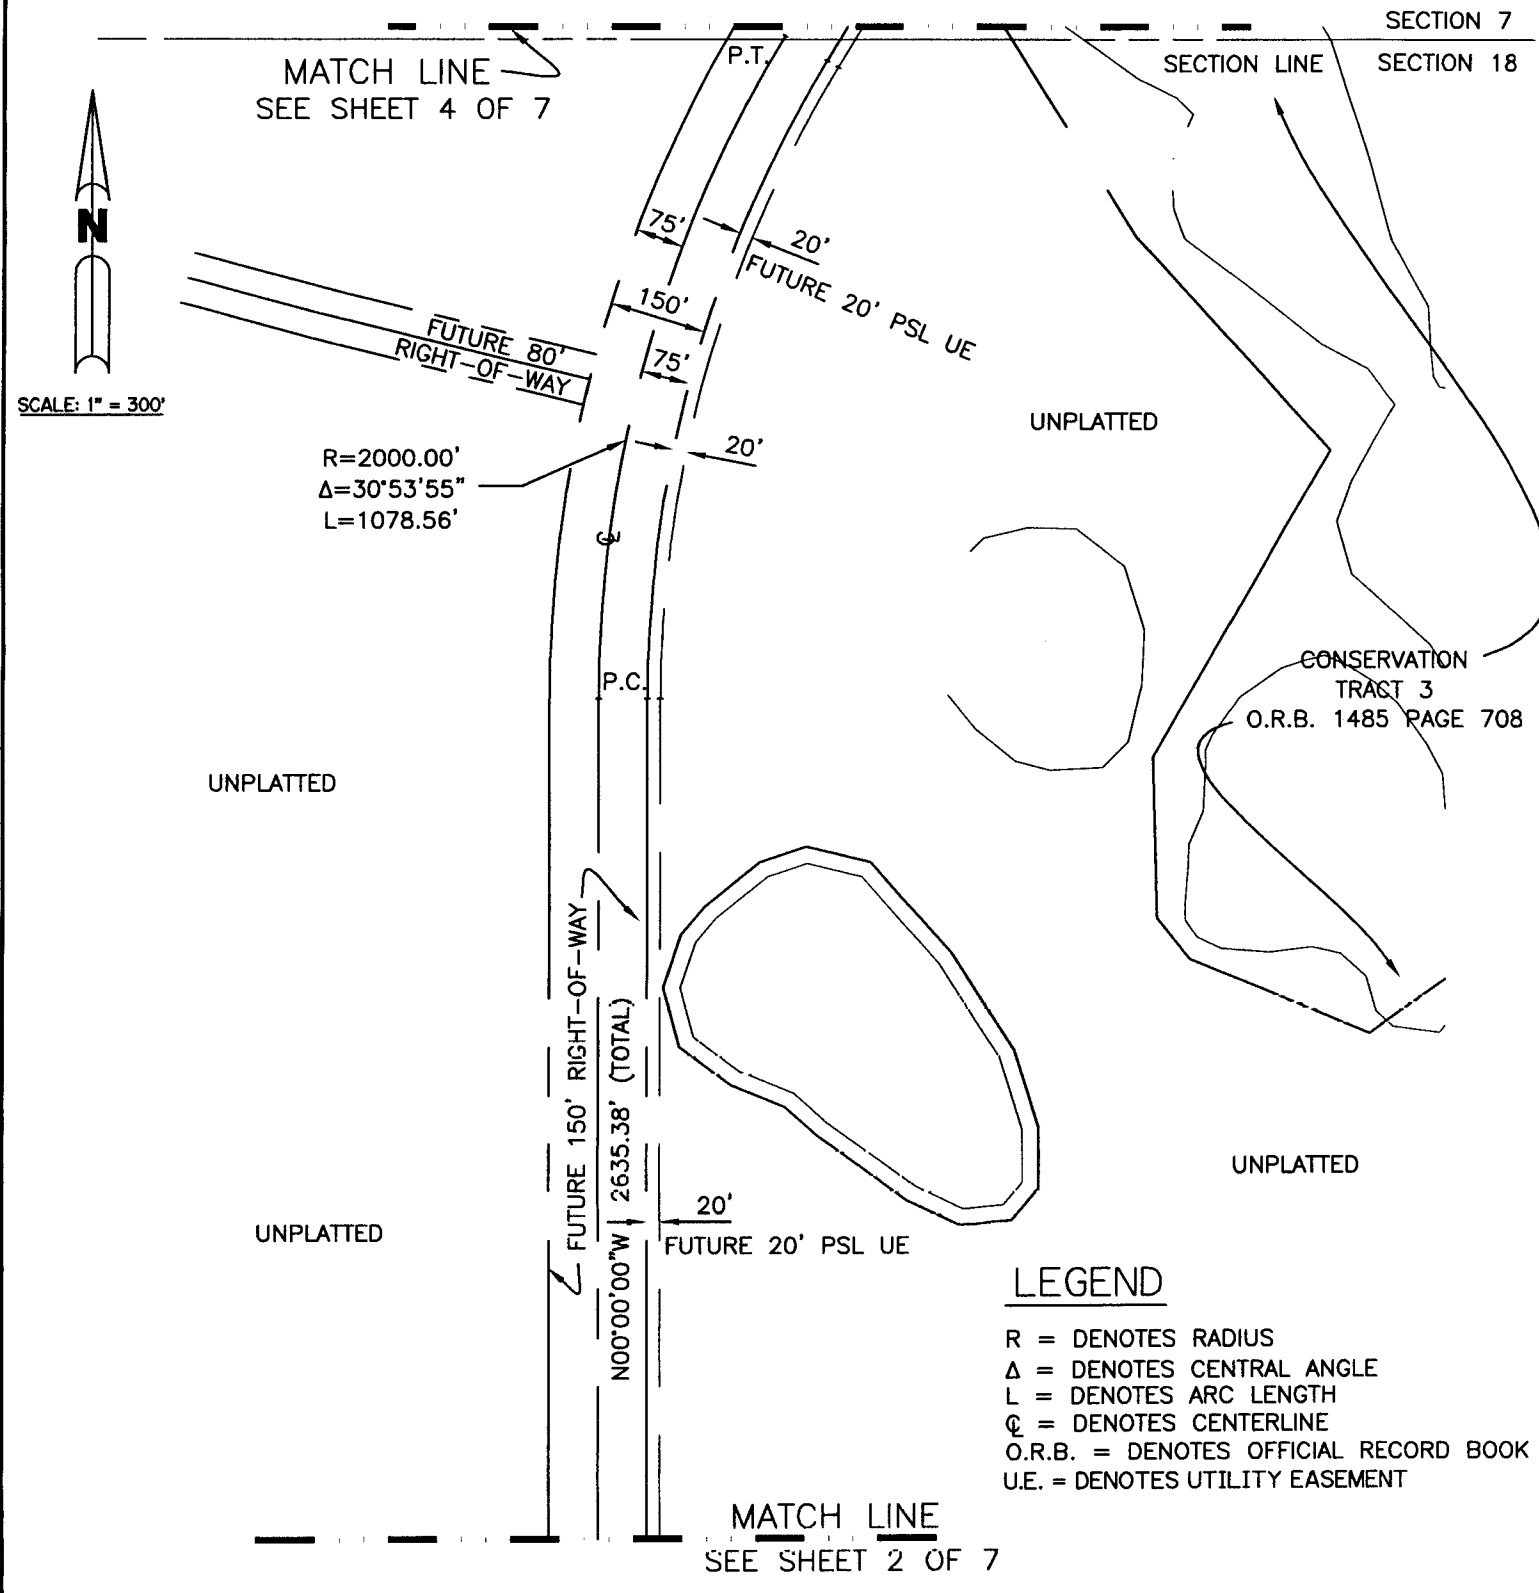 SECTION 7
MATCH LINE
SEE SHEET 4 OF 7
P.T.
SECTION LINE
SECTION 18
N
SCALE: 1" = 300'
75'
20'
FUTURE 20' PSL UE
150'
FUTURE 80'
RIGHT-OF-WAY
75'
20'
UNPLATTED
R=2000.00'
Δ=30°53'55"
L=1078.56'
℄
P.C.
CONSERVATION
TRACT 3
O.R.B. 1485 PAGE 708
UNPLATTED
FUTURE 150' RIGHT-OF-WAY
N00°00'00"W 2635.38' (TOTAL)
UNPLATTED
UNPLATTED
20'
FUTURE 20' PSL UE
LEGEND
R = DENOTES RADIUS
Δ = DENOTES CENTRAL ANGLE
L = DENOTES ARC LENGTH
℄ = DENOTES CENTERLINE
O.R.B. = DENOTES OFFICIAL RECORD BOOK
U.E. = DENOTES UTILITY EASEMENT
MATCH LINE
SEE SHEET 2 OF 7